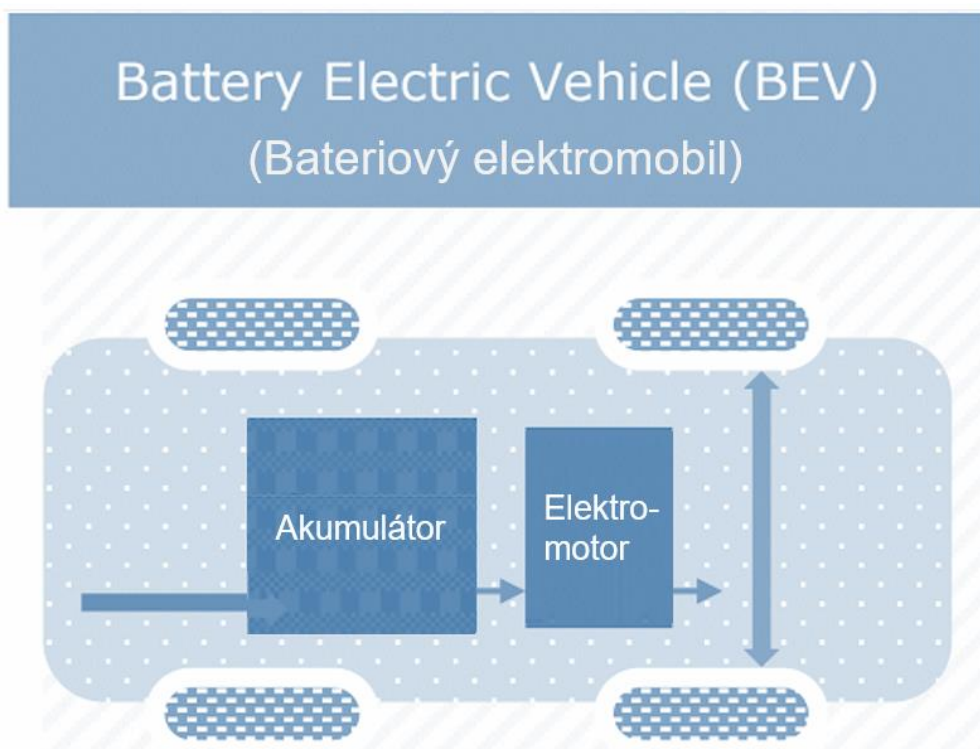 Battery Electric Vehicle (BEV)
(Bateriový elektromobil)
Akumulátor
Elektro-
motor